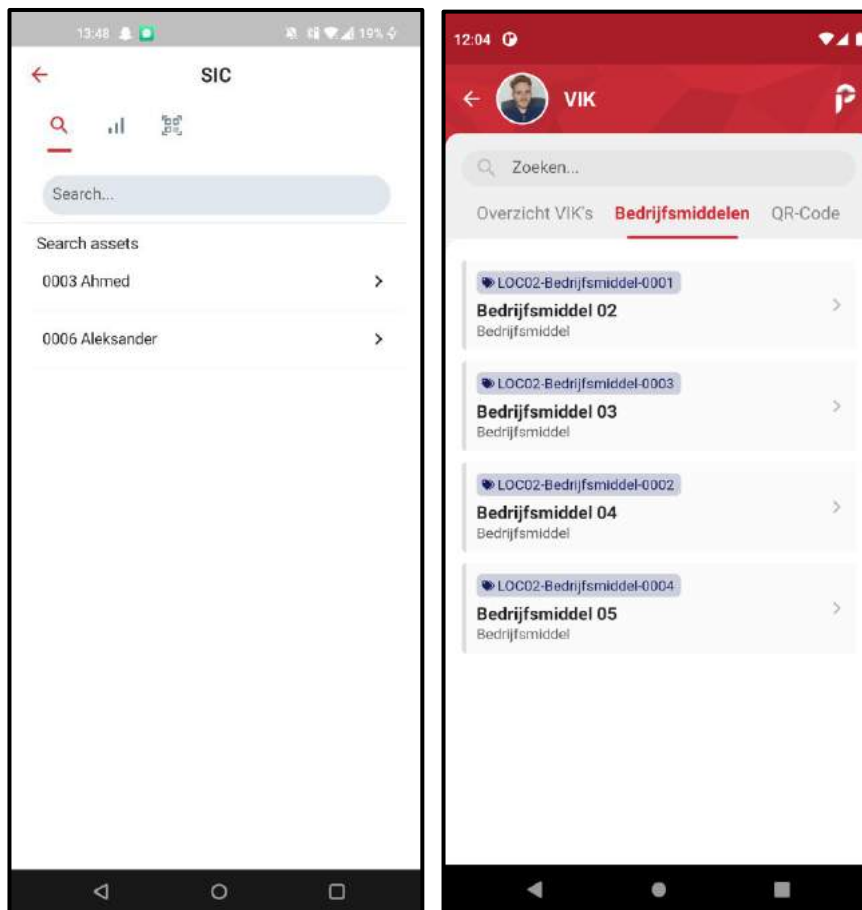 13:48
19%
SIC
Search...
Search assets
0003 Ahmed
0006 Aleksander
12:04
VIK
Zoeken...
Overzicht VIK's Bedrijfsmiddelen QR-Code
LOC02-Bedrijfsmiddel-0001
Bedrijfsmiddel 02
Bedrijfsmiddel
LOC02-Bedrijfsmiddel-0003
Bedrijfsmiddel 03
Bedrijfsmiddel
LOC02-Bedrijfsmiddel-0002
Bedrijfsmiddel 04
Bedrijfsmiddel
LOC02-Bedrijfsmiddel-0004
Bedrijfsmiddel 05
Bedrijfsmiddel